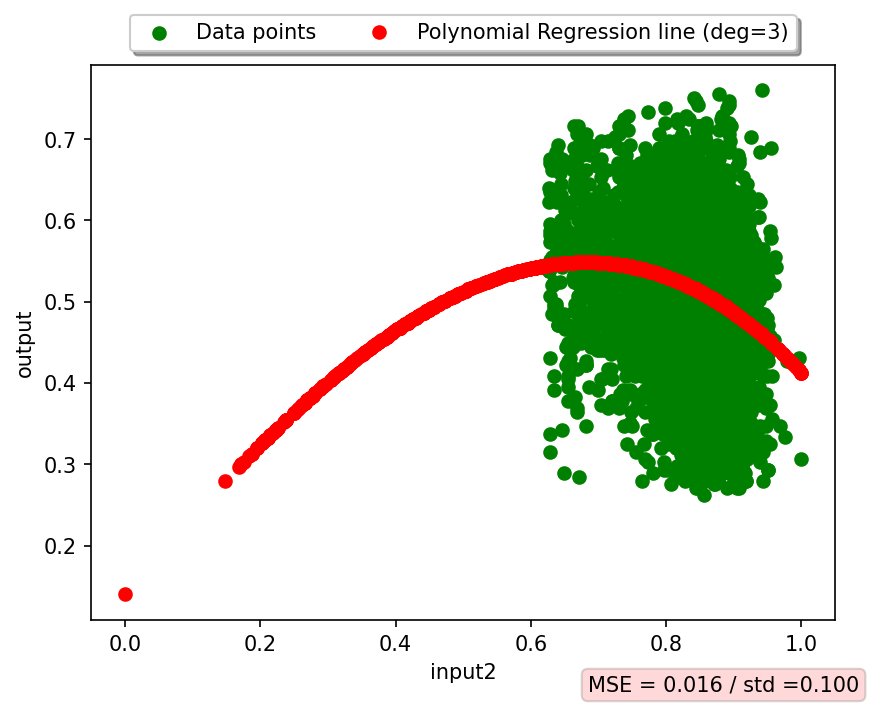 Data points
Polynomial Regression line (deg=3)
0.7
0.6
0.5
0.4
0.3
0.2
output
0.0
0.2
0.4
0.6
0.8
1.0
input2
MSE = 0.016 / std =0.100